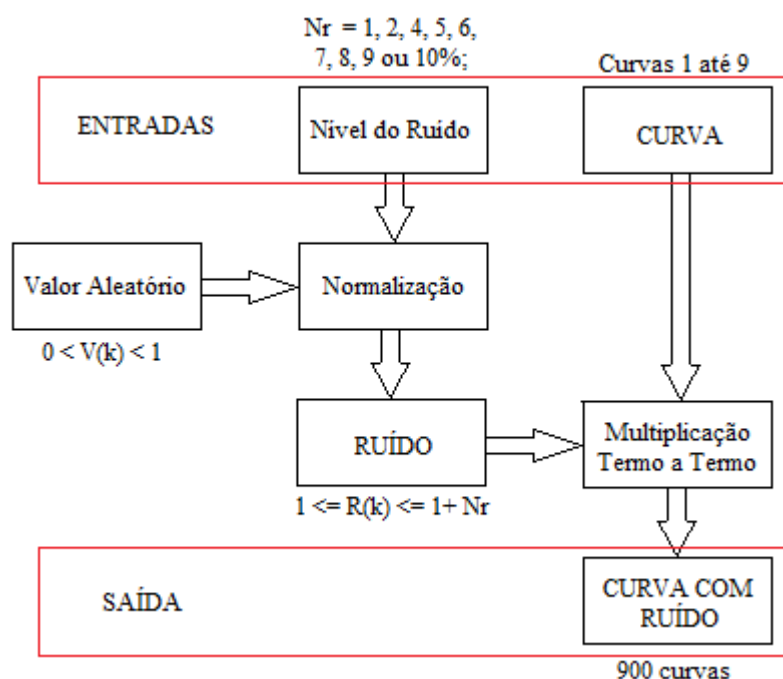 Nr = 1, 2, 4, 5, 6,
7, 8, 9 ou 10%;
Curvas 1 até 9
ENTRADAS
Nível do Ruído
CURVA
Valor Aleatório
Normalização
0 < V(k) < 1
RUÍDO
Multiplicação
Termo a Termo
1 <= R(k) <= 1+ Nr
SAÍDA
CURVA COM
RUÍDO
900 curvas